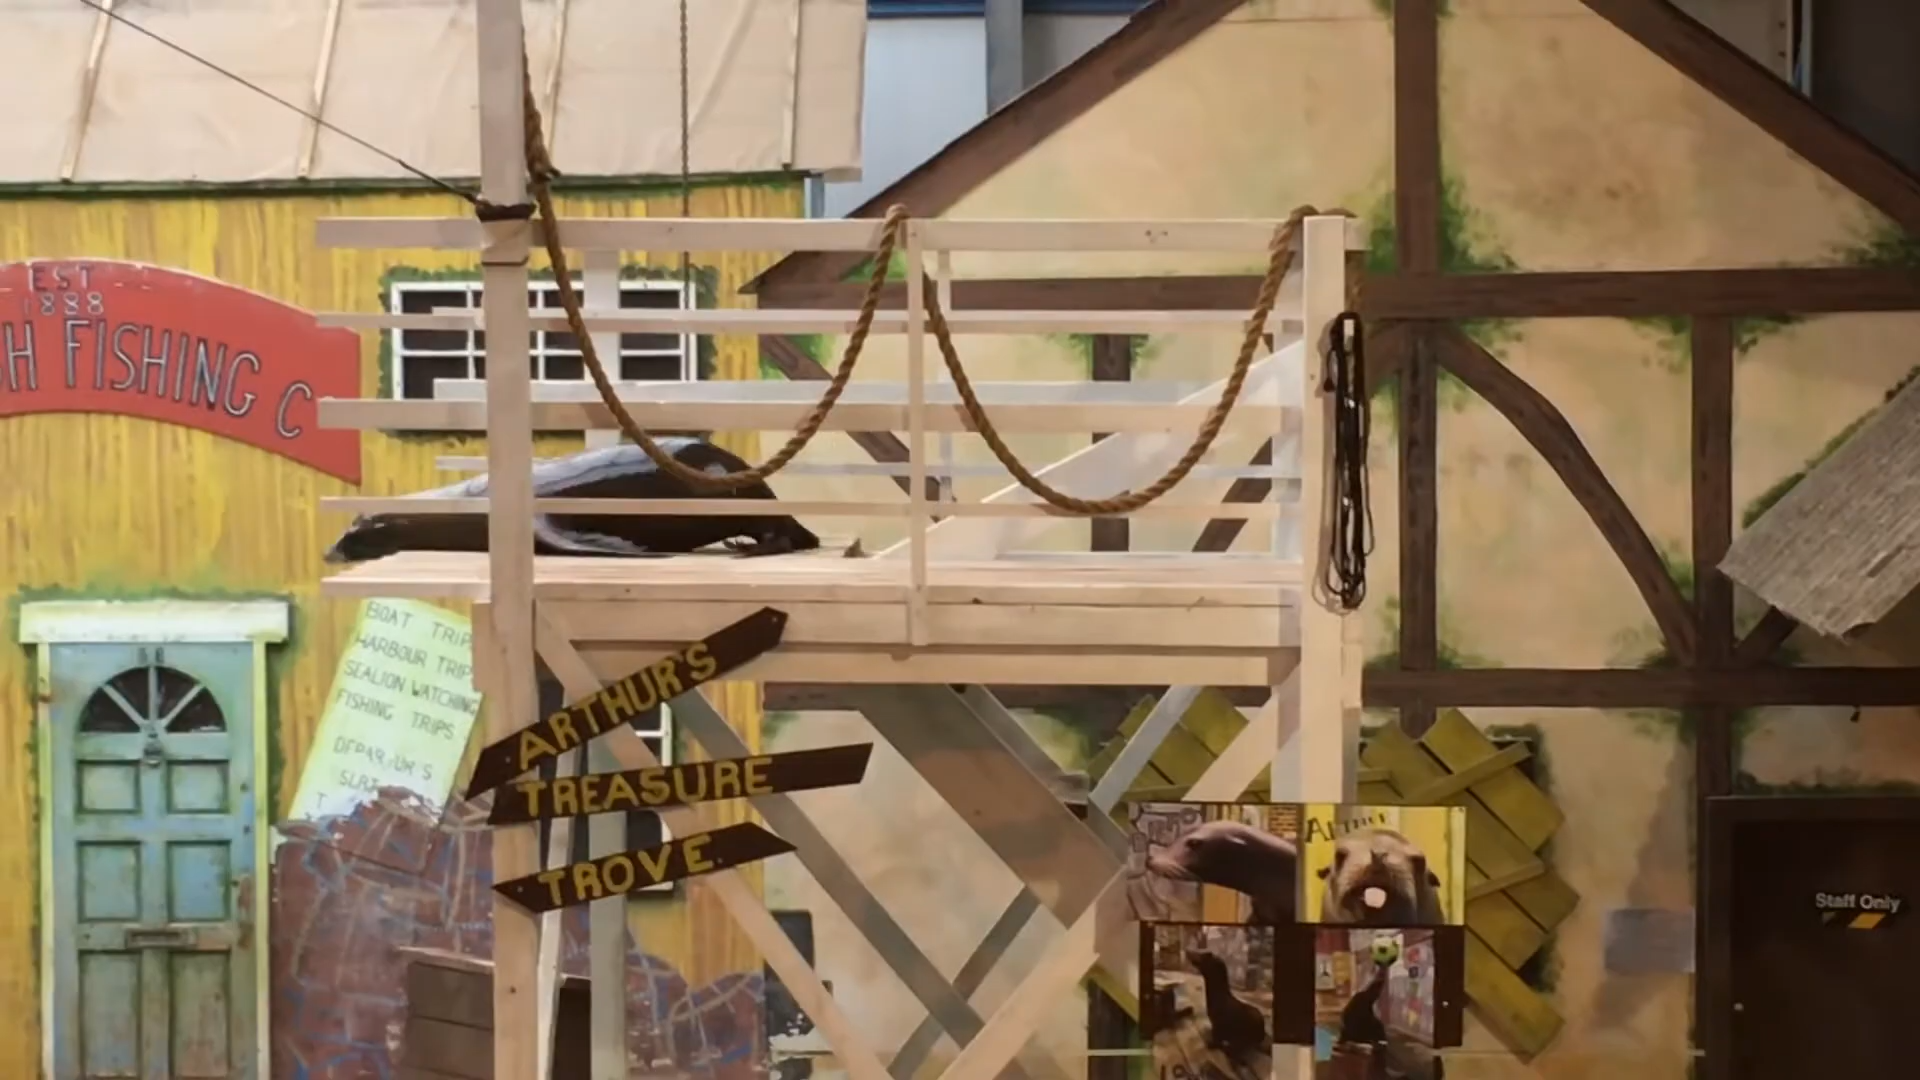 EST
1888
H FISHING C
BOAT TRIP
HARBOUR TRIP
SEALION WATCHING
FISHING TRIPS
ARTHUR'S
TREASURE
TROVE
Staff Only